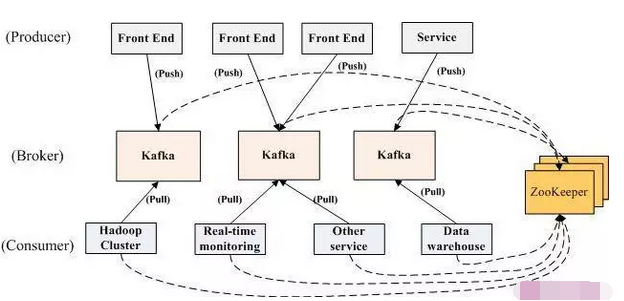 (Producer)
Front End
Front End
Front End
Service
(Push)
(Push)
(Push)
(Push)
(Broker)
Kafka
Kafka
Kafka
ZooKeeper
(Pull)
(Pull)
(Pull)
(Pull)
(Consumer)
Hadoop
Cluster
Real-time
monitoring
Other
service
Data
warehouse